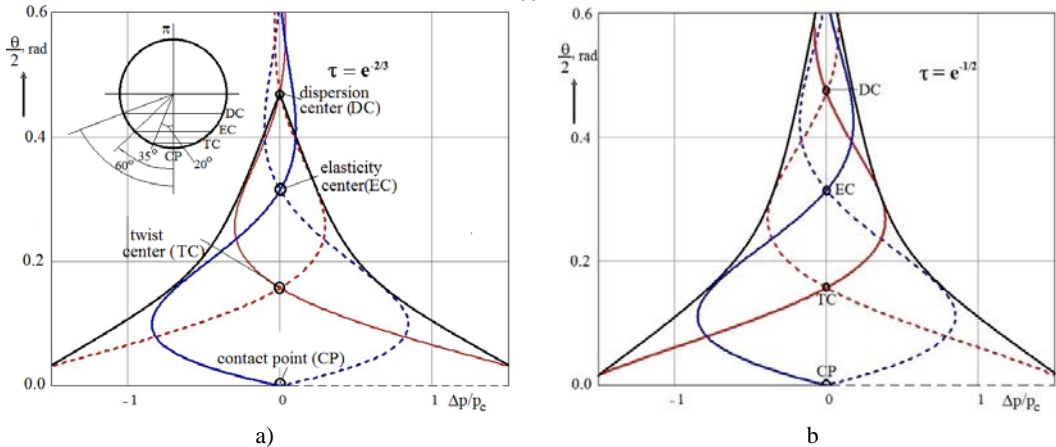 0.6
θ/2, rad
0.4
0.2
0.0
π
DC
EC
TC
CP
60°
35°
20°
τ = e^-2/3
dispersion
center (DC)
elasticity
center(EC)
twist
center (TC)
contact point (CP)
-1
0
1
Δp/pc
a)
0.6
θ/2, rad
0.4
0.2
0.0
τ = e^-1/2
DC
EC
TC
CP
-1
0
1
Δp/pc
b